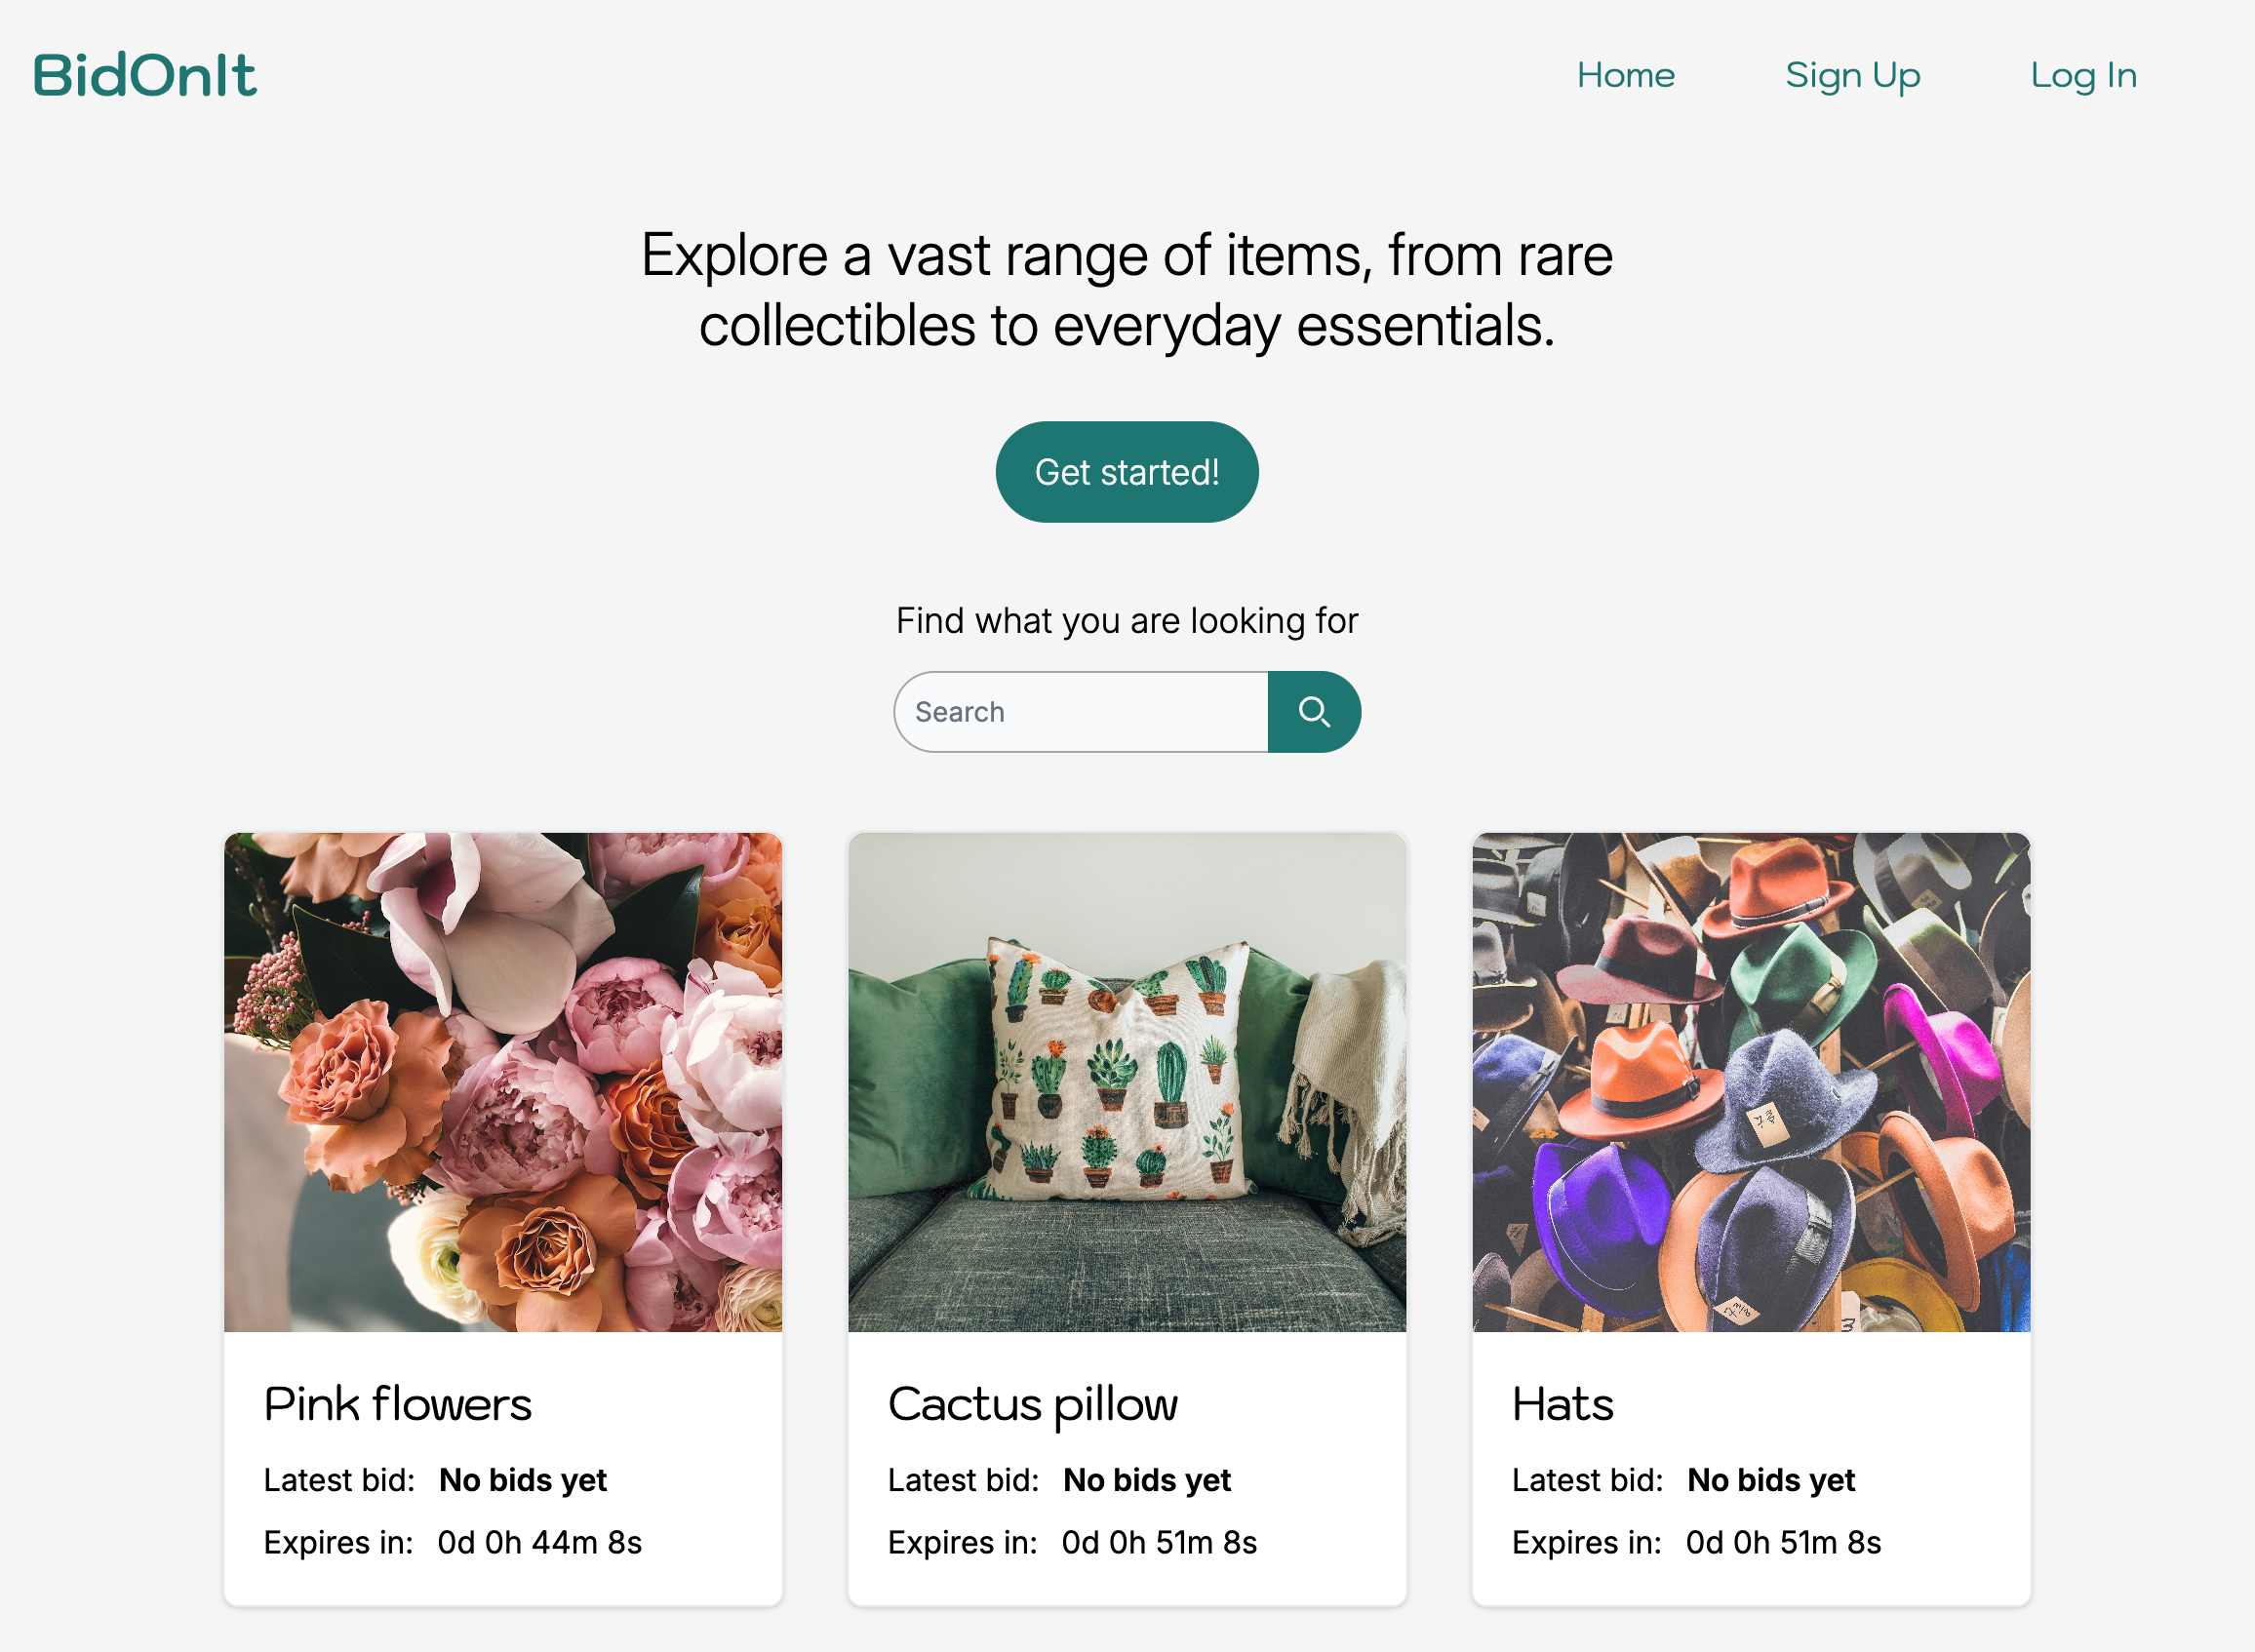 BidOnIt
Home
Sign Up
Log In
Explore a vast range of items, from rare
collectibles to everyday essentials.
Get started!
Find what you are looking for
Search
Pink flowers
Latest bid: No bids yet
Expires in: 0d 0h 44m 8s
Cactus pillow
Latest bid: No bids yet
Expires in: 0d 0h 51m 8s
Hats
Latest bid: No bids yet
Expires in: 0d 0h 51m 8s